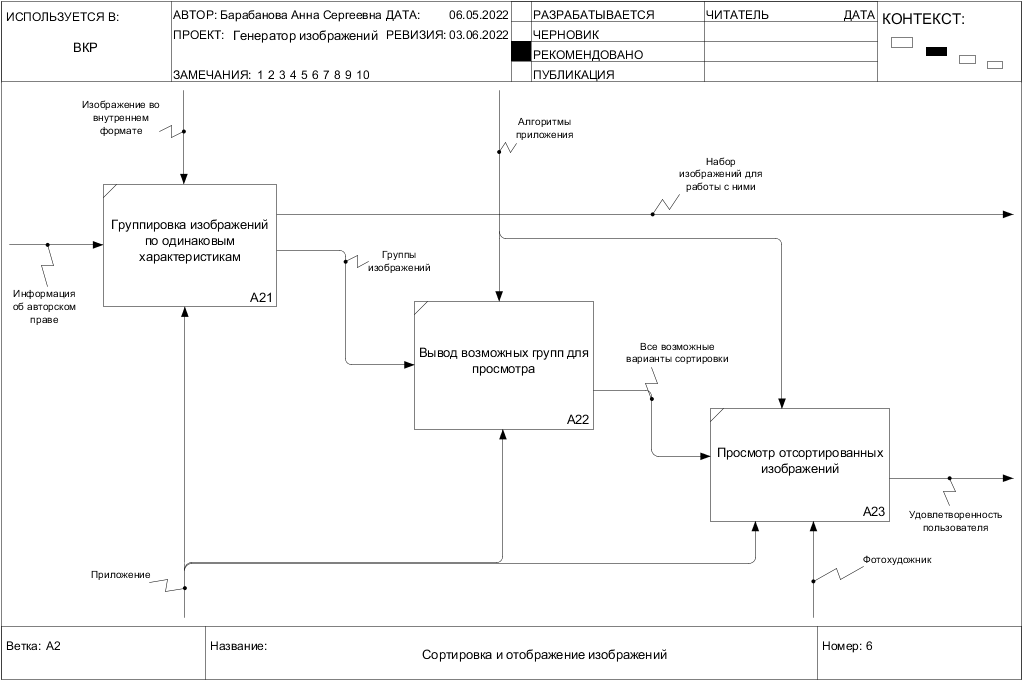 ИСПОЛЬЗУЕТСЯ В:
ВКР
АВТОР: Барабанова Анна Сергеевна ДАТА: 06.05.2022
ПРОЕКТ: Генератор изображений РЕВИЗИЯ: 03.06.2022
ЗАМЕЧАНИЯ: 1 2 3 4 5 6 7 8 9 10
РАЗРАБАТЫВАЕТСЯ
ЧЕРНОВИК
РЕКОМЕНДОВАНО
ПУБЛИКАЦИЯ
ЧИТАТЕЛЬ ДАТА
КОНТЕКСТ:
Изображение во
внутреннем
формате
Алгоритмы
приложения
Набор
изображений для
работы с ними
Группировка изображений
по одинаковым
характеристикам
A21
Информация
об авторском
праве
Группы
изображений
Вывод возможных групп для
просмотра
A22
Все возможные
варианты сортировки
Просмотр отсортированных
изображений
A23
Удовлетворенность
пользователя
Приложение
Фотохудожник
Ветка: A2
Название:
Сортировка и отображение изображений
Номер: 6